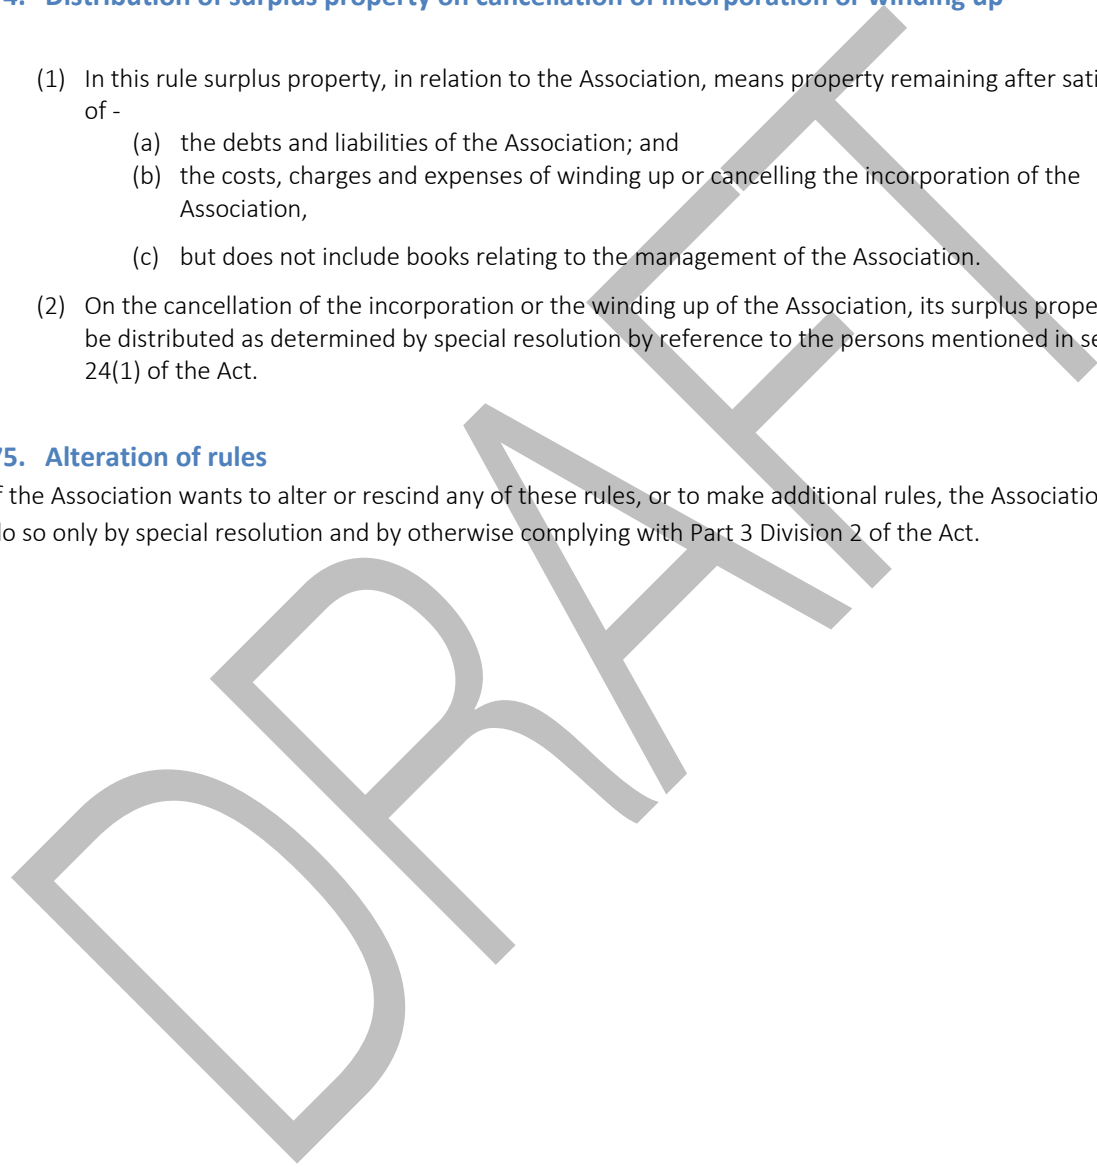 4. Distribution of surplus property on cancellation of incorporation or winding up
(1) In this rule surplus property, in relation to the Association, means property remaining after sati
of -
(a) the debts and liabilities of the Association; and
(b) the costs, charges and expenses of winding up or cancelling the incorporation of the
Association,
(c) but does not include books relating to the management of the Association.
(2) On the cancellation of the incorporation or the winding up of the Association, its surplus prope
be distributed as determined by special resolution by reference to the persons mentioned in se
24(1) of the Act.
75. Alteration of rules
f the Association wants to alter or rescind any of these rules, or to make additional rules, the Associatio
do so only by special resolution and by otherwise complying with Part 3 Division 2 of the Act.
DRAFT